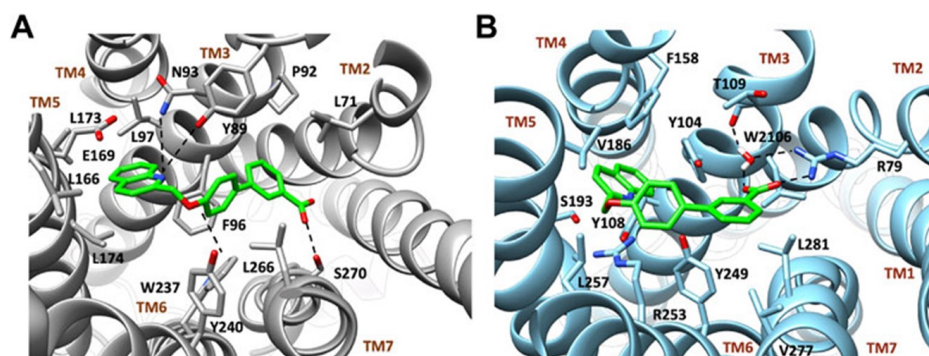 A
TM3
N93
P92
TM4
TM2
TM5
L71
L173
L97
Y89
E169
L166
F96
L174
L266
S270
W237
TM6
Y240
TM7
B
TM4
F158
TM3
T109
TM2
TM5
Y104
W2106
V186
R79
S193
Y108
L281
TM1
L257
Y249
R253
TM6
V277
TM7